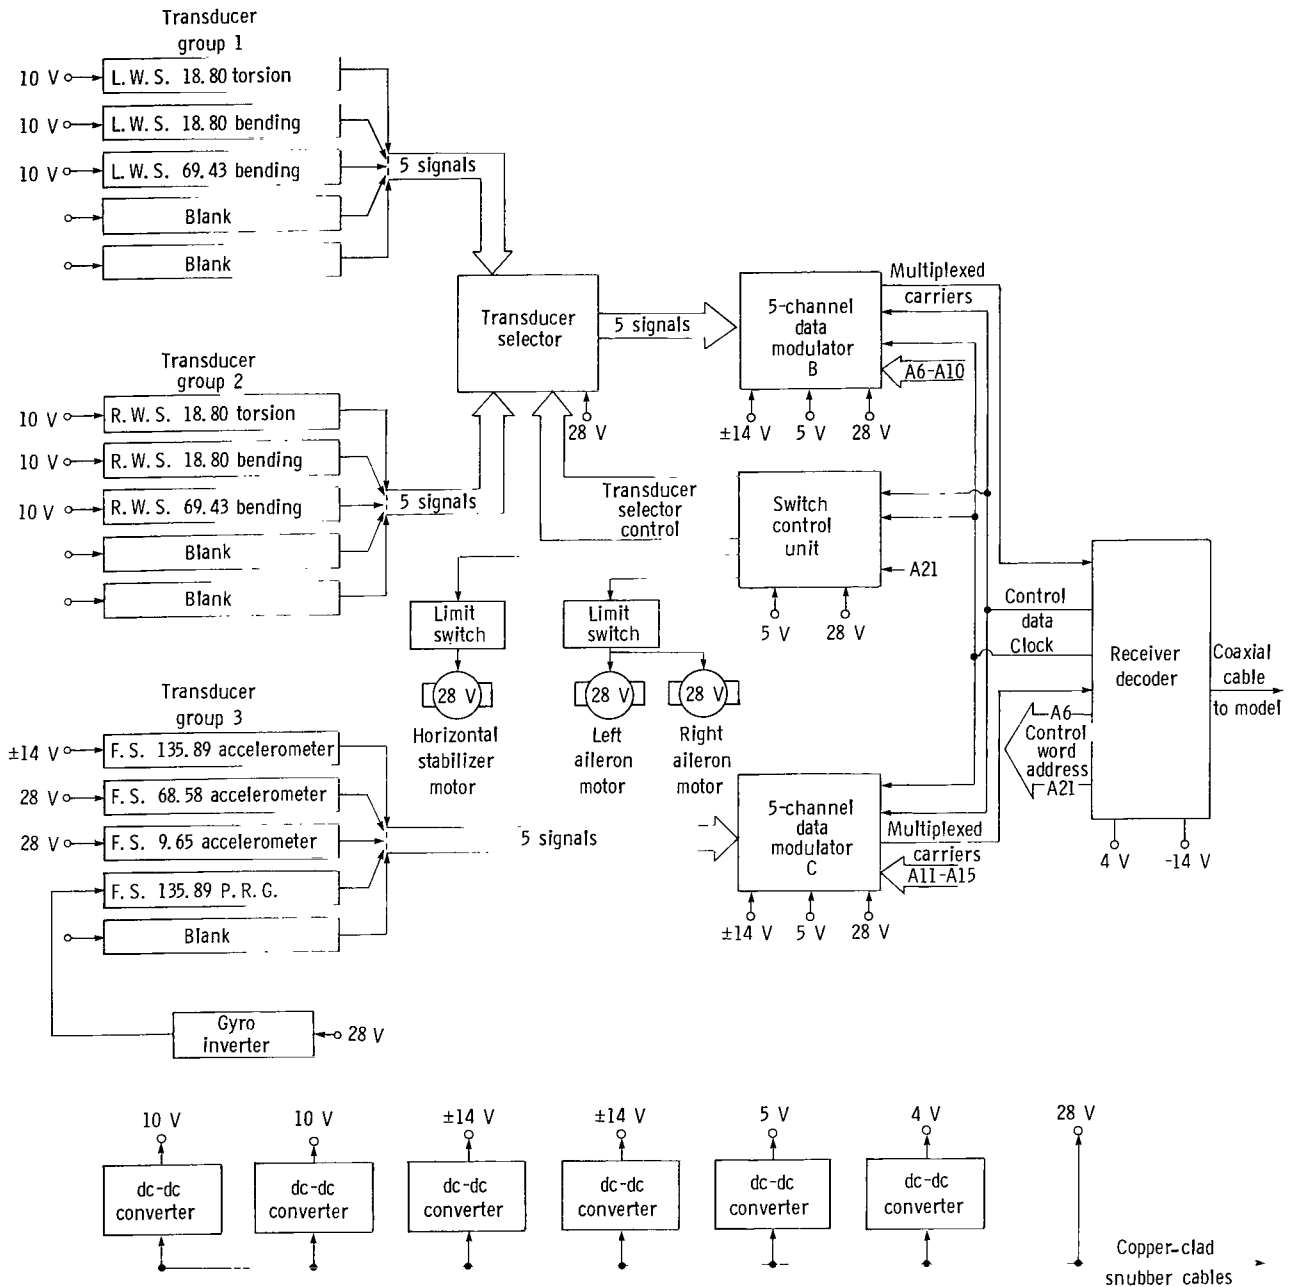 Transducer
group 1
10 V
L.W.S. 18.80 torsion
10 V
L.W.S. 18.80 bending
10 V
L.W.S. 69.43 bending
Blank
Blank
5 signals
Transducer
selector
28 V
5 signals
5-channel
data
modulator
B
Multiplexed
carriers
A6-A10
±14 V
5 V
28 V
Transducer
group 2
10 V
R.W.S. 18.80 torsion
10 V
R.W.S. 18.80 bending
10 V
R.W.S. 69.43 bending
Blank
Blank
5 signals
Transducer
selector
control
Switch
control
unit
A21
5 V
28 V
Limit
switch
28 V
Horizontal
stabilizer
motor
Limit
switch
28 V
Left
aileron
motor
28 V
Right
aileron
motor
Control
data
Clock
Receiver
decoder
Coaxial
cable
to model
A6
Control
word
address
A21
4 V
-14 V
Transducer
group 3
±14 V
F.S. 135.89 accelerometer
28 V
F.S. 68.58 accelerometer
28 V
F.S. 9.65 accelerometer
F.S. 135.89 P.R.G.
Blank
5 signals
5-channel
data
modulator
C
Multiplexed
carriers
A11-A15
±14 V
5 V
28 V
Gyro
inverter
28 V
10 V
dc-dc
converter
10 V
dc-dc
converter
±14 V
dc-dc
converter
±14 V
dc-dc
converter
5 V
dc-dc
converter
4 V
dc-dc
converter
28 V
Copper-clad
snubber cables